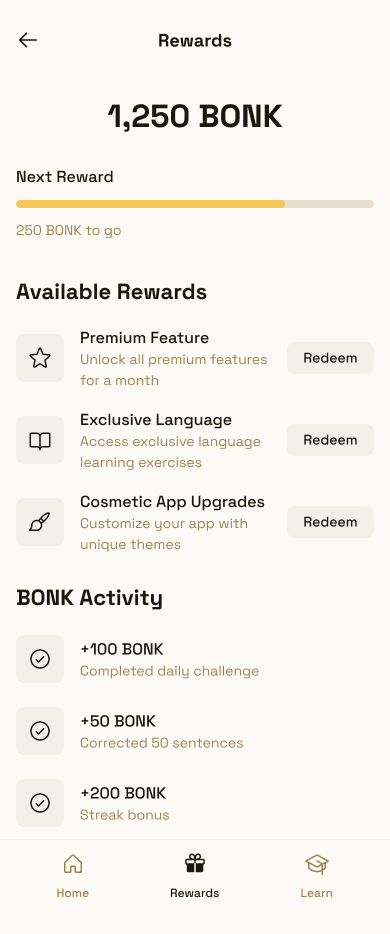 Rewards
1,250 BONK
Next Reward
250 BONK to go
Available Rewards
Premium Feature
Unlock all premium features
for a month
Redeem
Exclusive Language
Access exclusive language
learning exercises
Redeem
Cosmetic App Upgrades
Customize your app with
unique themes
Redeem
BONK Activity
+100 BONK
Completed daily challenge
+50 BONK
Corrected 50 sentences
+200 BONK
Streak bonus
Home
Rewards
Learn